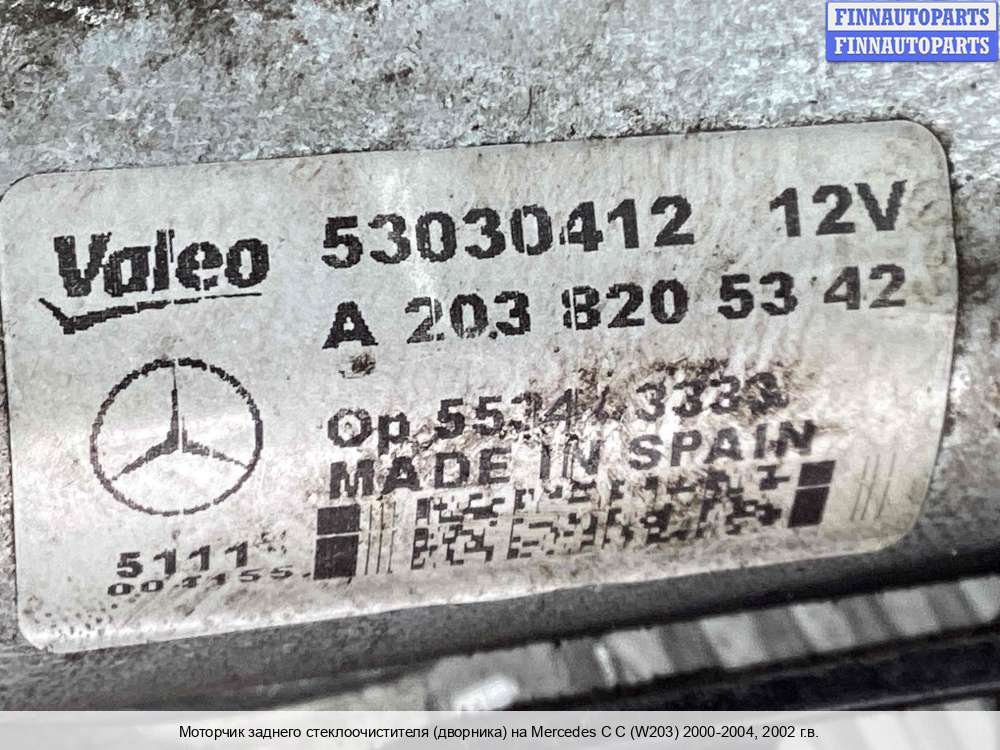 FINNAUTOPARTS
FINNAUTOPARTS
Valeo
53030412 12V
A 203 820 53 42
Op
MADE IN SPAIN
Моторчик заднего стеклоочистителя (дворника) на Mercedes C C (W203) 2000-2004, 2002 г.в.